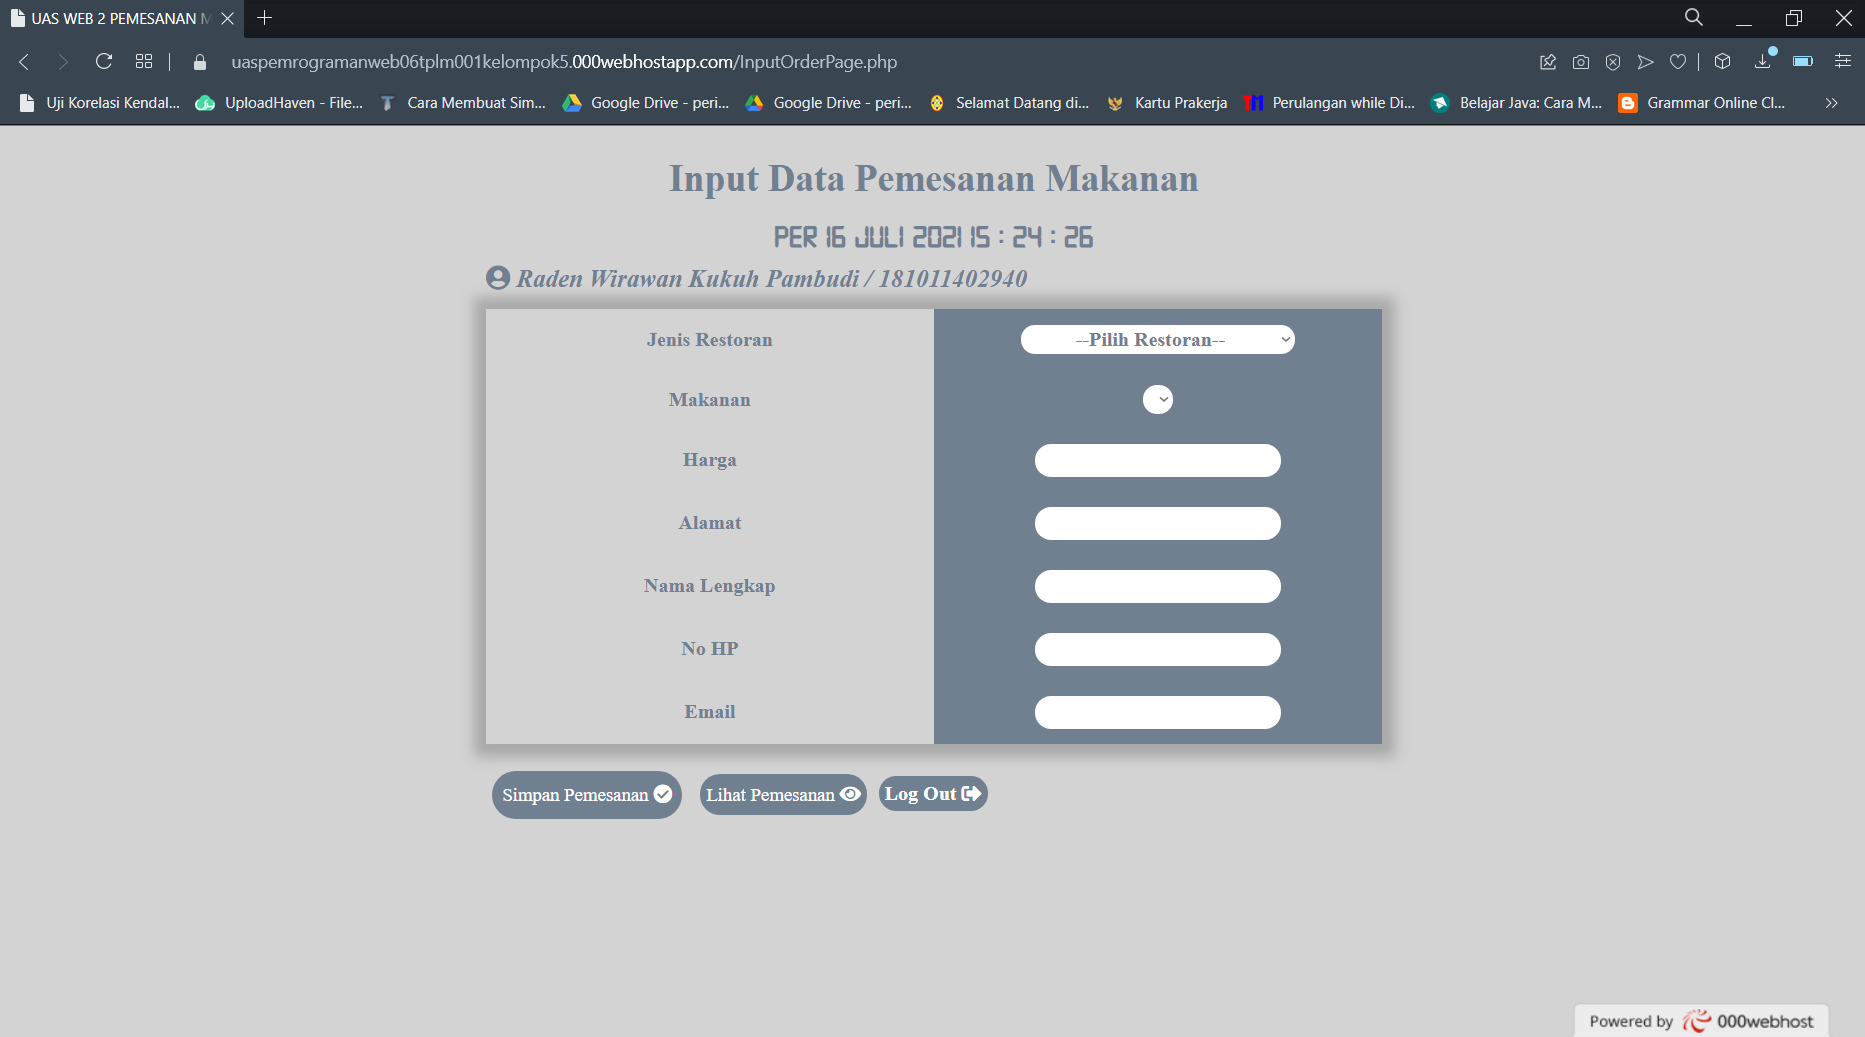 UAS WEB 2 PEMESANAN M
uaspemrogramanweb06tplm001kelompok5.000webhostapp.com/InputOrderPage.php
Uji Korelasi Kendal... UploadHaven - File... Cara Membuat Sim... Google Drive - peri... Google Drive - peri... Selamat Datang di... Kartu Prakerja Perulangan while Di... Belajar Java: Cara M... Grammar Online Cl...
Input Data Pemesanan Makanan
PER 16 JULI 2021 15 : 24 : 26
Raden Wirawan Kukuh Pambudi / 181011402940
Jenis Restoran --Pilih Restoran--
Makanan
Harga
Alamat
Nama Lengkap
No HP
Email
Simpan Pemesanan Lihat Pemesanan Log Out
Powered by 000webhost